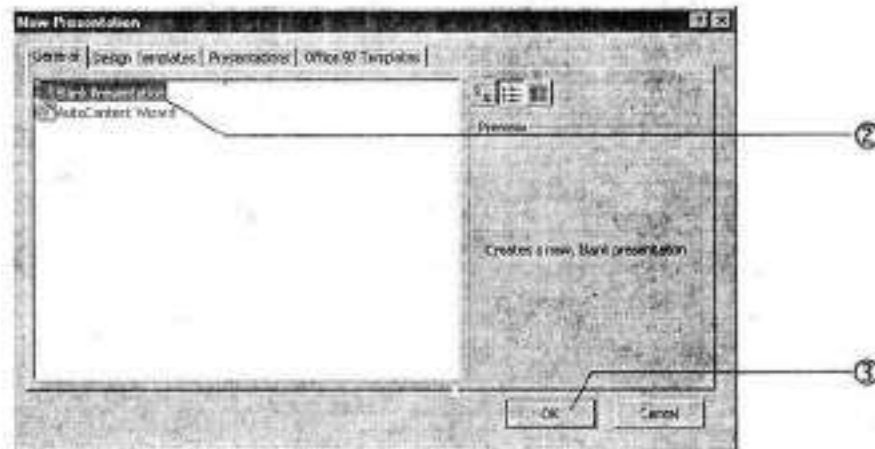 New Presentation
General Design Templates Presentations Office 97 Templates
Blank Presentation
AutoContent Wizard
②
Preview
Creates a new, blank presentation
③
OK Cancel